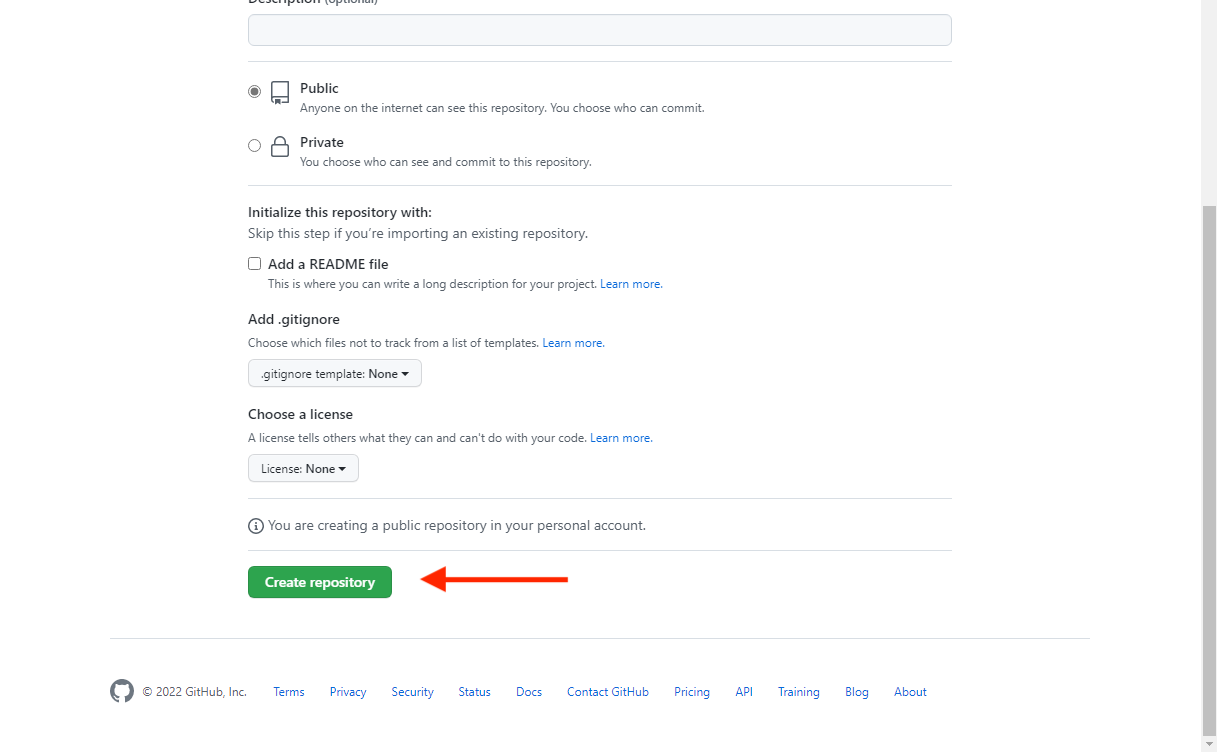 Description (optional)
Public
Anyone on the internet can see this repository. You choose who can commit.
Private
You choose who can see and commit to this repository.
Initialize this repository with:
Skip this step if you’re importing an existing repository.
Add a README file
This is where you can write a long description for your project. Learn more.
Add .gitignore
Choose which files not to track from a list of templates. Learn more.
.gitignore template: None
Choose a license
A license tells others what they can and can't do with your code. Learn more.
License: None
You are creating a public repository in your personal account.
Create repository
© 2022 GitHub, Inc. Terms Privacy Security Status Docs Contact GitHub Pricing API Training Blog About